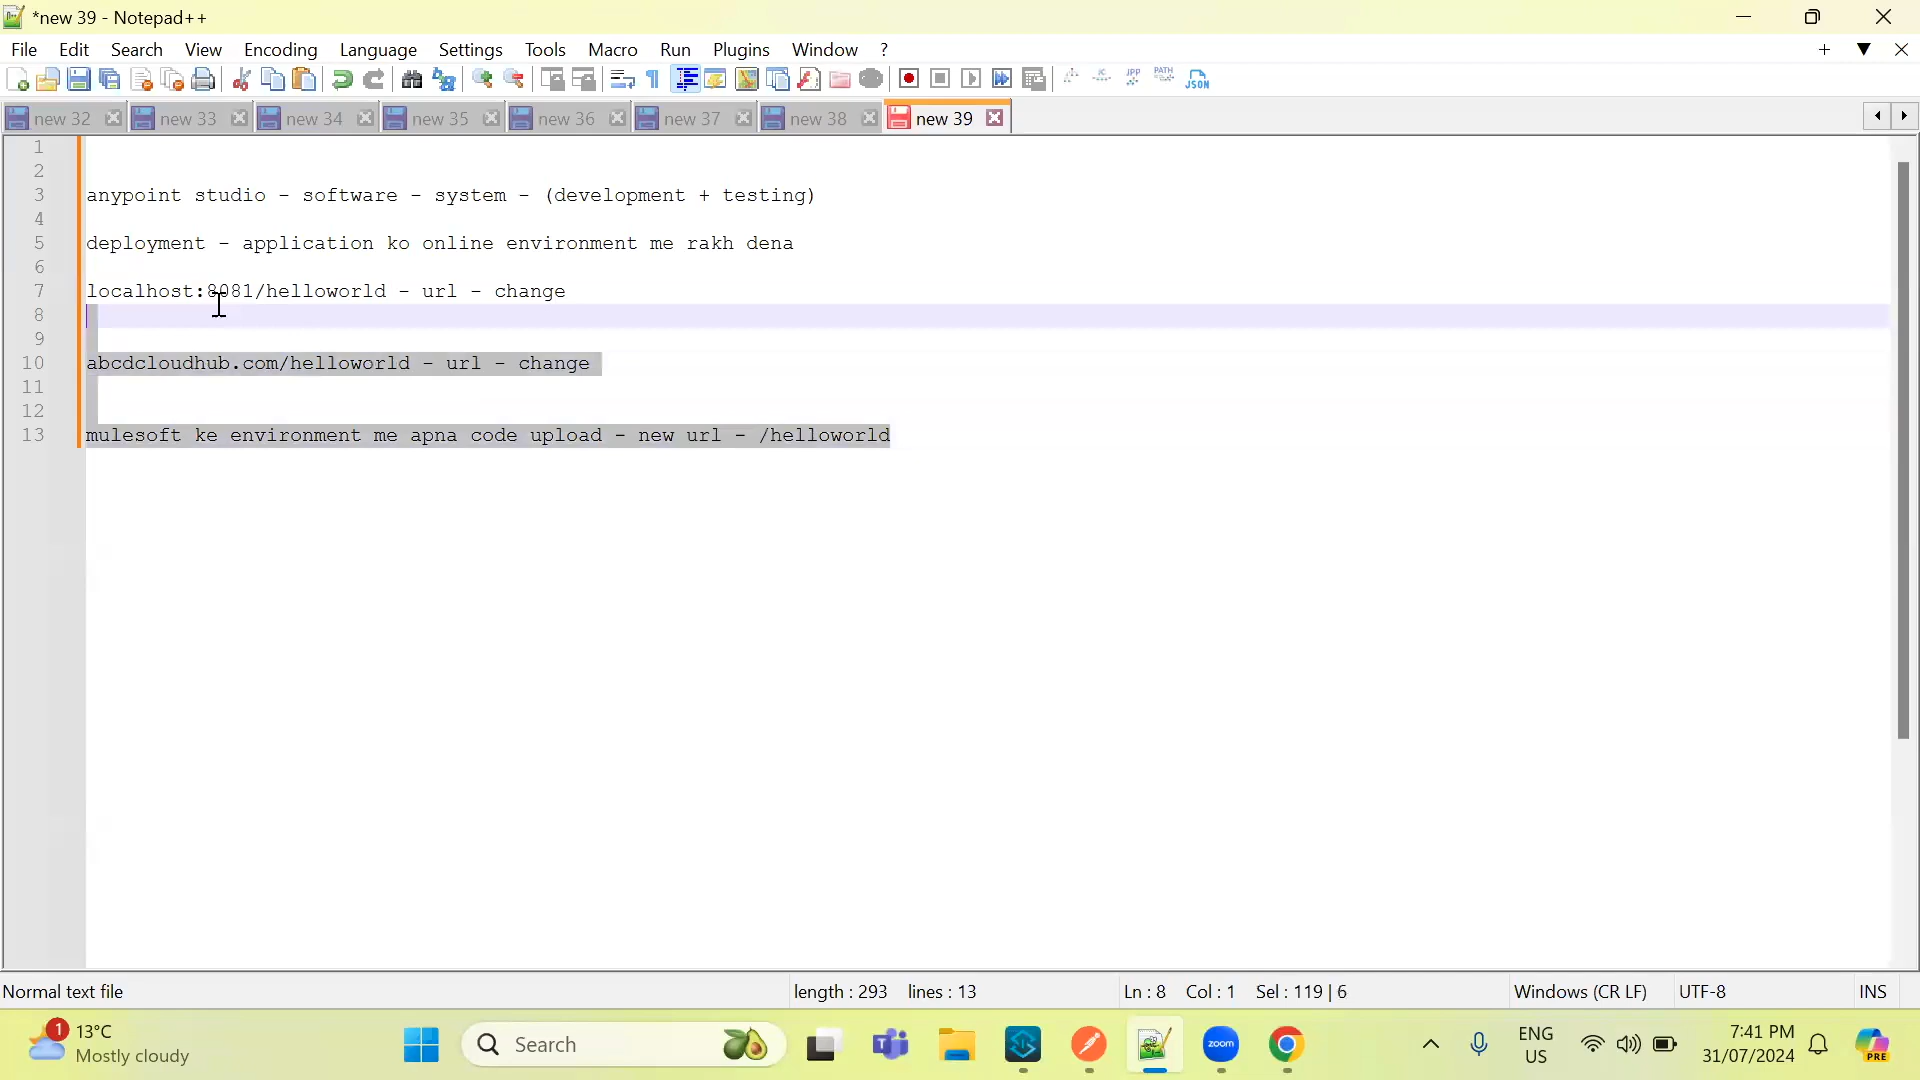 *new 39 - Notepad++
File Edit Search View Encoding Language Settings Tools Macro Run Plugins Window ?
new 32 new 33 new 34 new 35 new 36 new 37 new 38 new 39
1
2
3 anypoint studio - software - system - (development + testing)
4
5 deployment - application ko online environment me rakh dena
6
7 localhost:8081/helloworld - url - change
8
9
10 abcdcloudhub.com/helloworld - url - change
11
12
13 mulesoft ke environment me apna code upload - new url - /helloworld
Normal text file length : 293 lines : 13 Ln : 8 Col : 1 Sel : 119 | 6 Windows (CR LF) UTF-8 INS
1 13°C
Mostly cloudy
Search
zoom
ENG
US
7:41 PM
31/07/2024
PRE